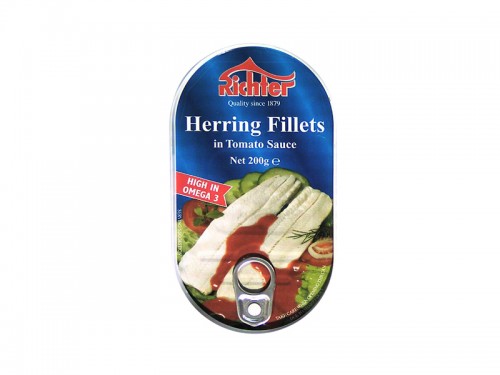 Richter
Quality since 1879
Herring Fillets
in Tomato Sauce
Net 200g ℮
HIGH IN
OMEGA 3